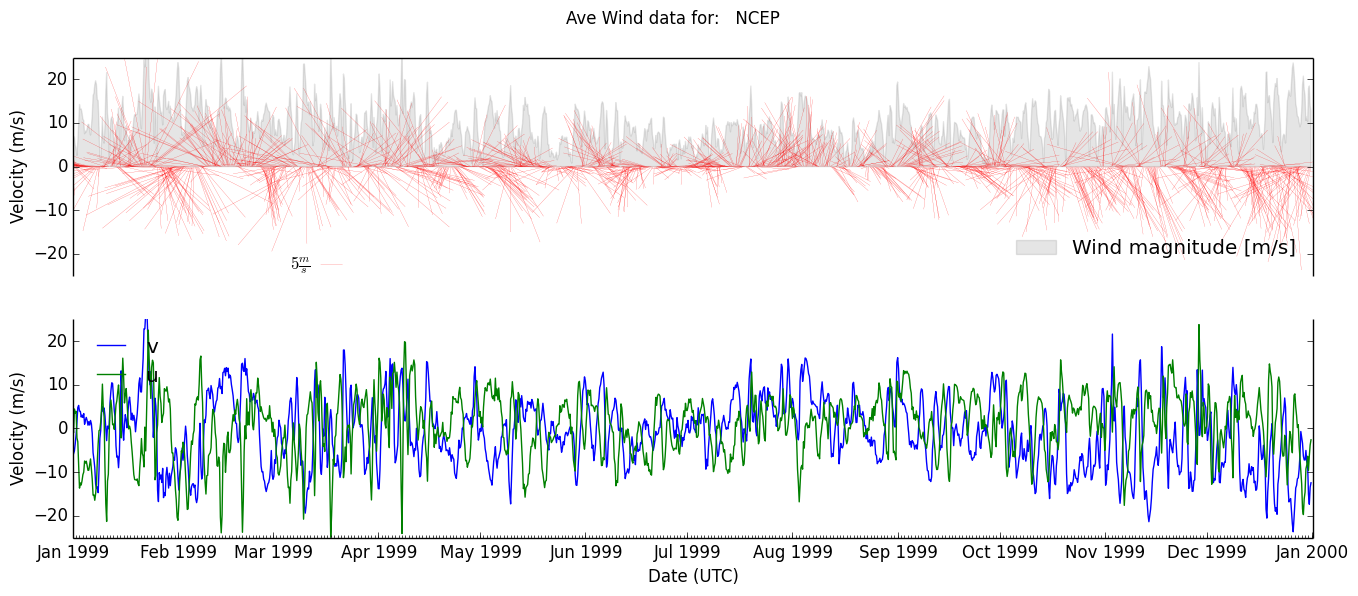 Ave Wind data for:   NCEP
Velocity (m/s)
20
10
0
−10
−20
5 m/s
Wind magnitude [m/s]
Velocity (m/s)
20
10
0
−10
−20
v
u
Jan 1999 Feb 1999 Mar 1999 Apr 1999 May 1999 Jun 1999 Jul 1999 Aug 1999 Sep 1999 Oct 1999 Nov 1999 Dec 1999 Jan 2000
Date (UTC)